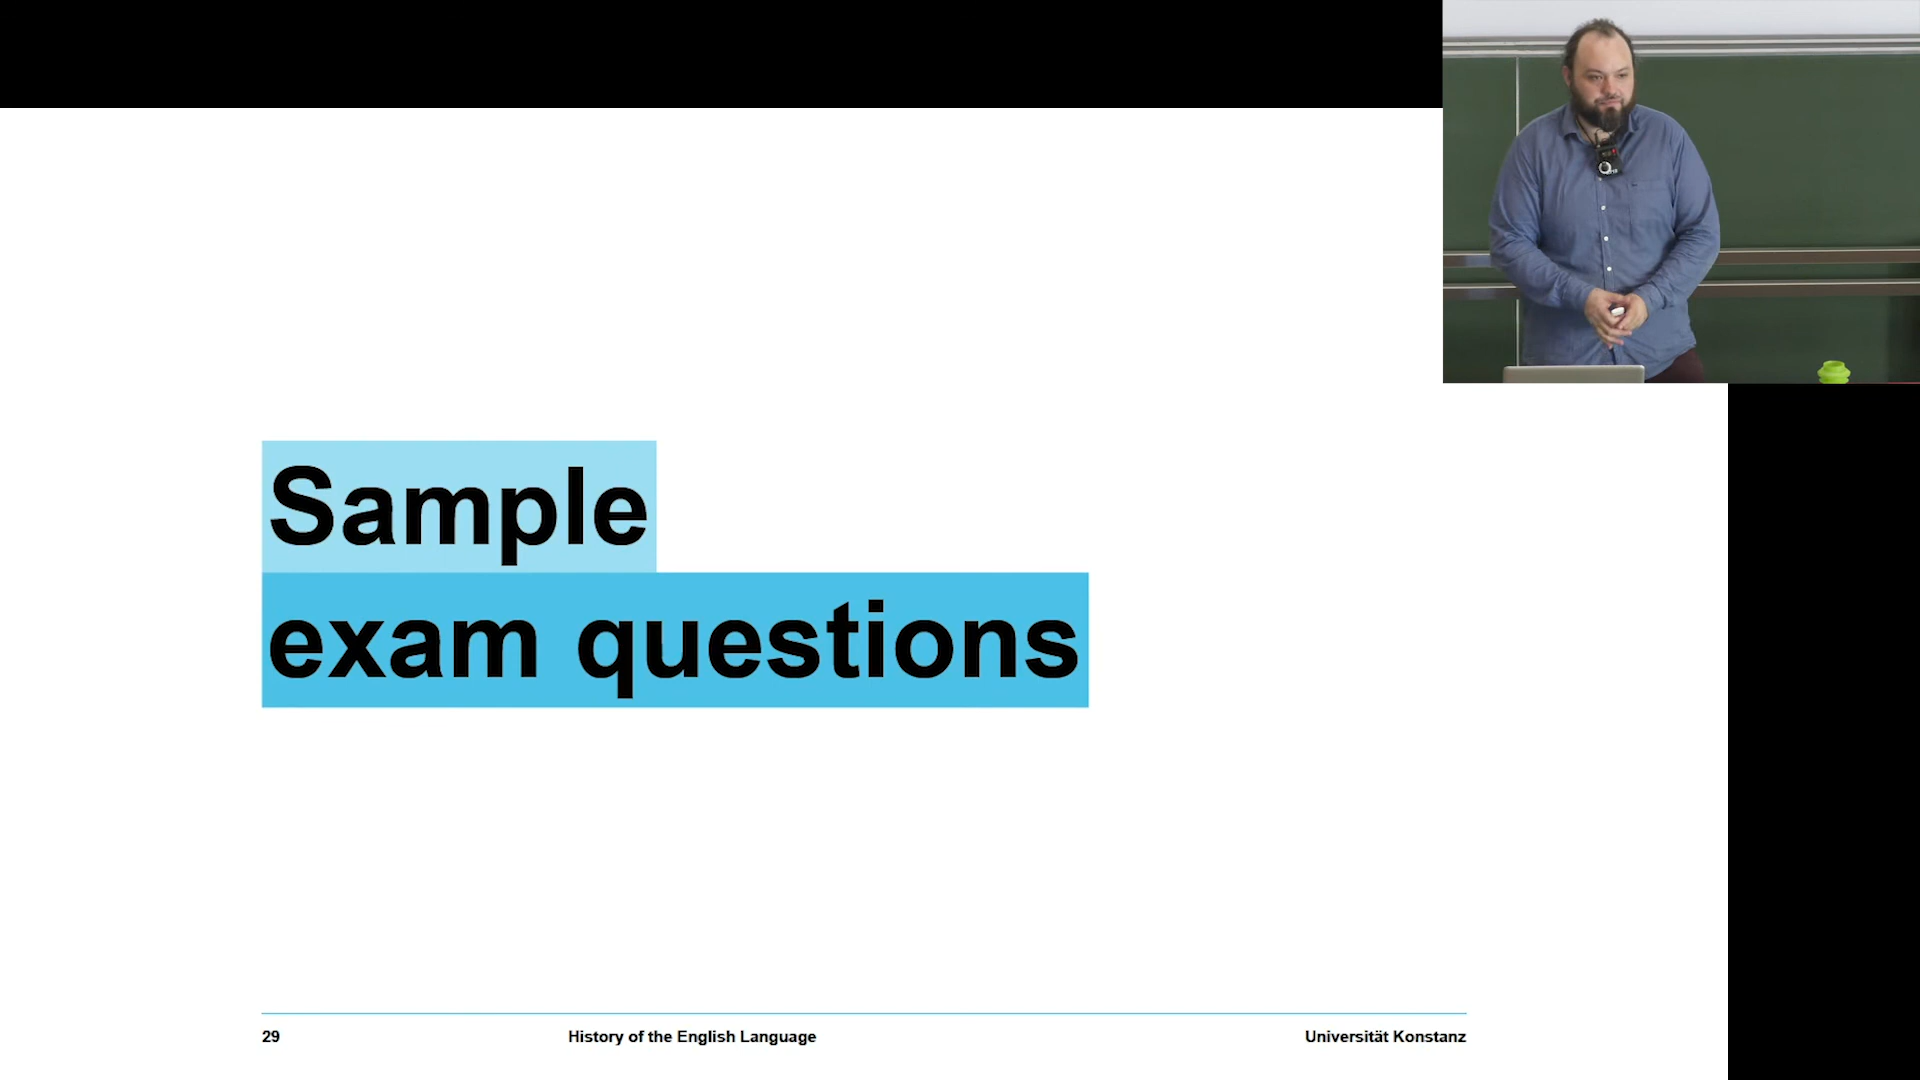 Sample
exam questions
29
History of the English Language
Universität Konstanz